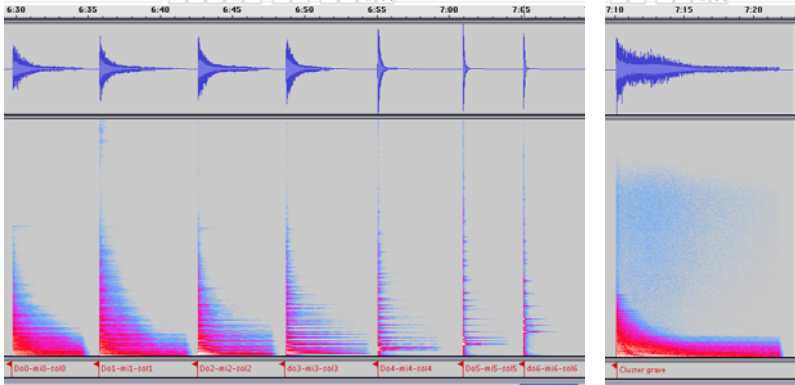 6:30 6:35 6:40 6:45 6:50 6:55 7:00 7:05
7:10 7:15 7:20
Do0-mi0-sol0 Do1-mi1-sol1 Do2-mi2-sol2 do3-mi3-sol3 Do4-mi4-sol4 Do5-mi5-sol5 do6-mi6-sol6
Cluster grave